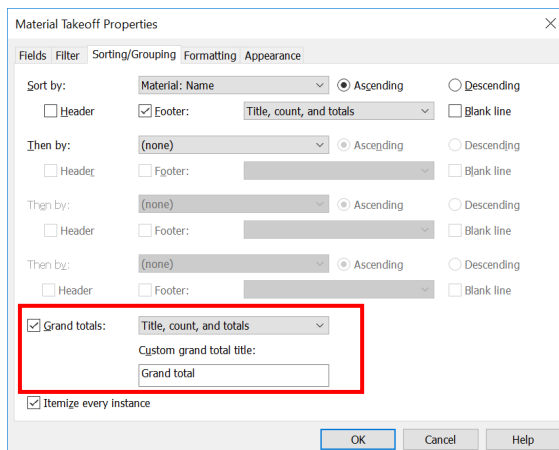 Material Takeoff Properties
Fields Filter Sorting/Grouping Formatting Appearance
Sort by: Material: Name Ascending Descending
Header Footer: Title, count, and totals Blank line
Then by: (none) Ascending Descending
Header Footer: Blank line
Then by: (none) Ascending Descending
Header Footer: Blank line
Then by: (none) Ascending Descending
Header Footer: Blank line
Grand totals: Title, count, and totals
Custom grand total title:
Grand total
Itemize every instance
OK Cancel Help